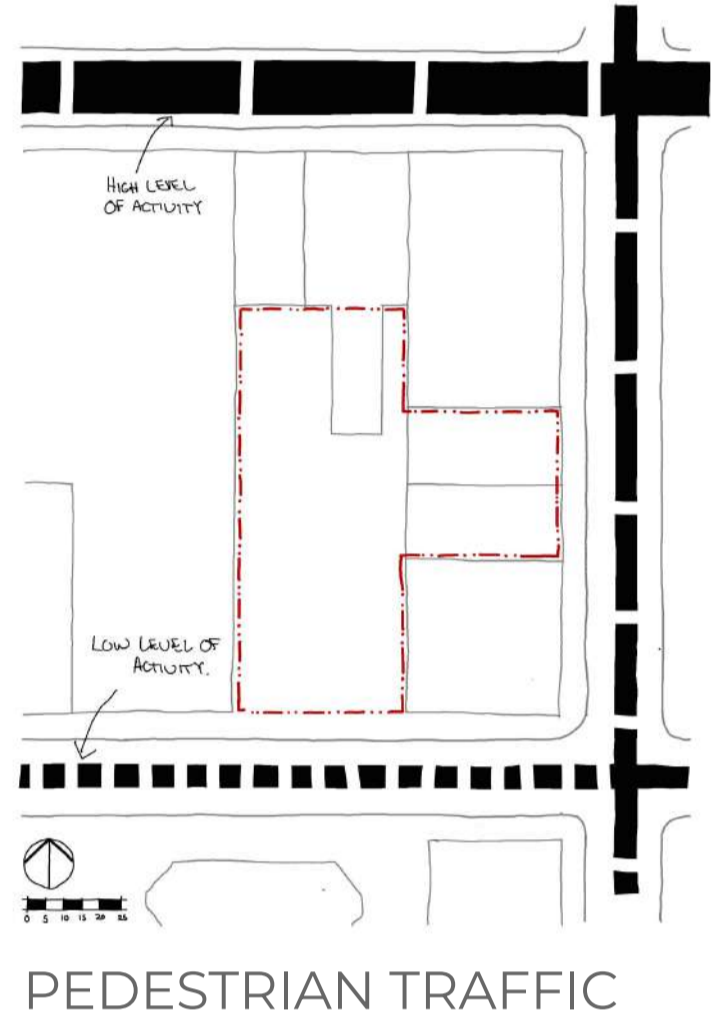 HIGH LEVEL
OF ACTIVITY
LOW LEVEL OF
ACTIVITY.
0 5 10 15 20 25
PEDESTRIAN TRAFFIC